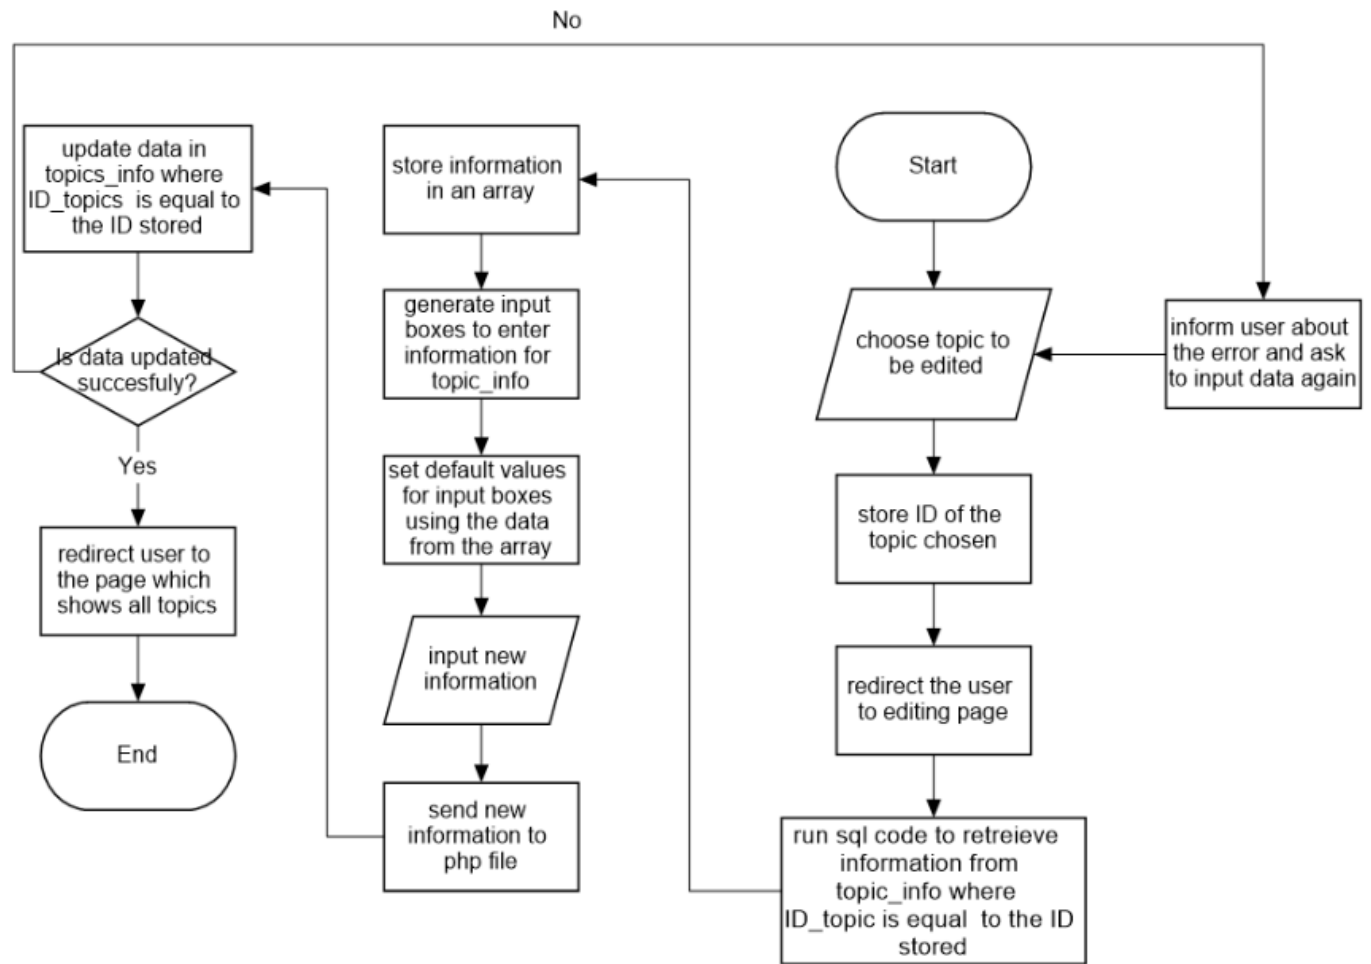 No
Start
choose topic to
be edited
store ID of the
topic chosen
redirect the user
to editing page
run sql code to retreieve
information from
topic_info where
ID_topic is equal to the ID
stored
store information
in an array
generate input
boxes to enter
information for
topic_info
set default values
for input boxes
using the data
from the array
input new
information
send new
information to
php file
update data in
topics_info where
ID_topics is equal to
the ID stored
Is data updated
succesfuly?
Yes
redirect user to
the page which
shows all topics
End
inform user about
the error and ask
to input data again